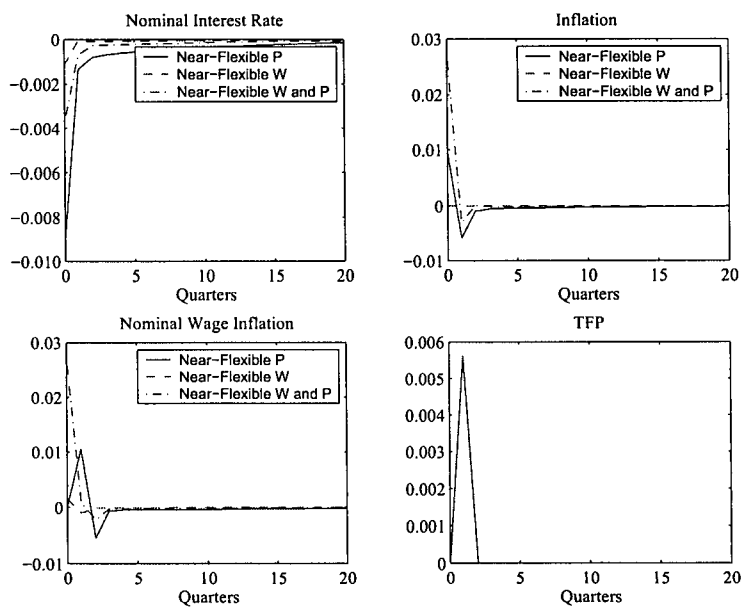 Nominal Interest Rate
0
−0.002
−0.004
−0.006
−0.008
−0.010
Near−Flexible P
Near−Flexible W
Near−Flexible W and P
0 5 10 15 20
Quarters
Inflation
0.03
0.02
0.01
0
−0.01
Near−Flexible P
Near−Flexible W
Near−Flexible W and P
0 5 10 15 20
Quarters
Nominal Wage Inflation
0.03
0.02
0.01
0
−0.01
Near−Flexible P
Near−Flexible W
Near−Flexible W and P
0 5 10 15 20
Quarters
TFP
0.006
0.005
0.004
0.003
0.002
0.001
0
0 5 10 15 20
Quarters